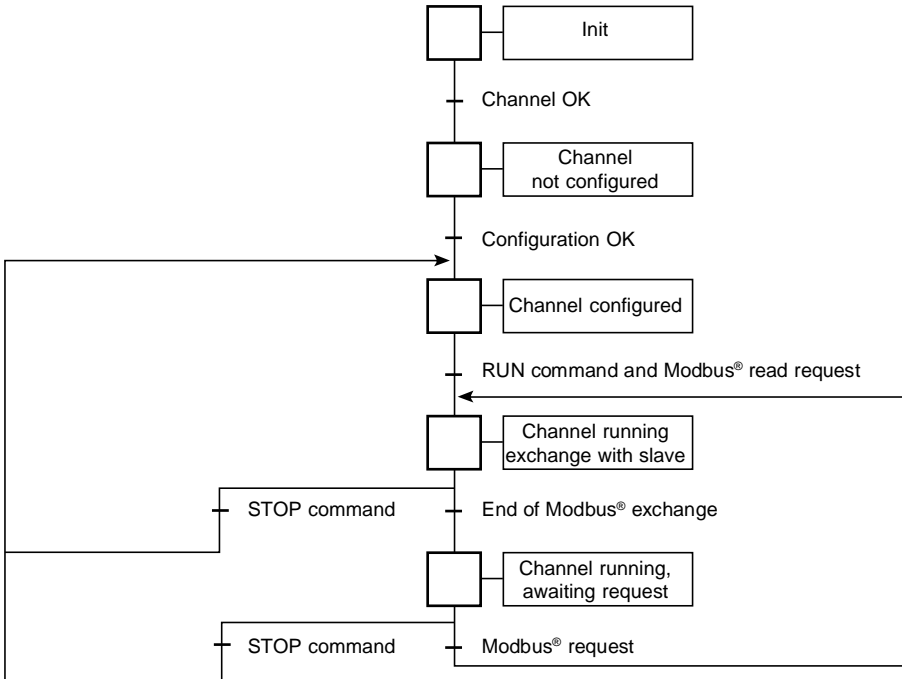 Init
Channel OK
Channel
not configured
Configuration OK
Channel configured
RUN command and Modbus® read request
Channel running
exchange with slave
STOP command
End of Modbus® exchange
Channel running,
awaiting request
STOP command
Modbus® request